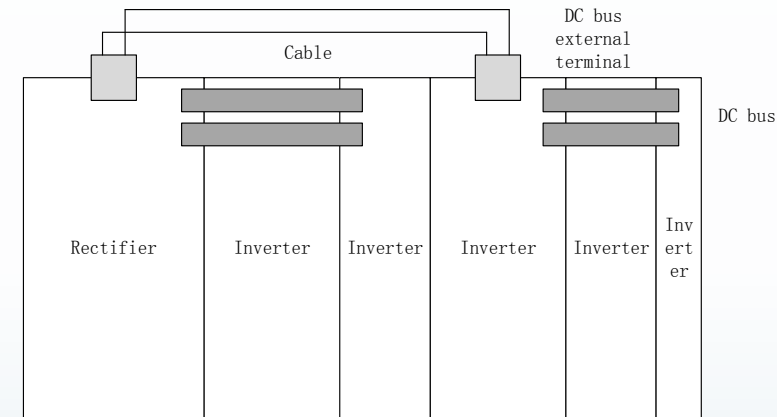 DC bus
external
terminal
Cable
DC bus
Rectifier
Inverter
Inverter
Inverter
Inverter
Inv
ert
er